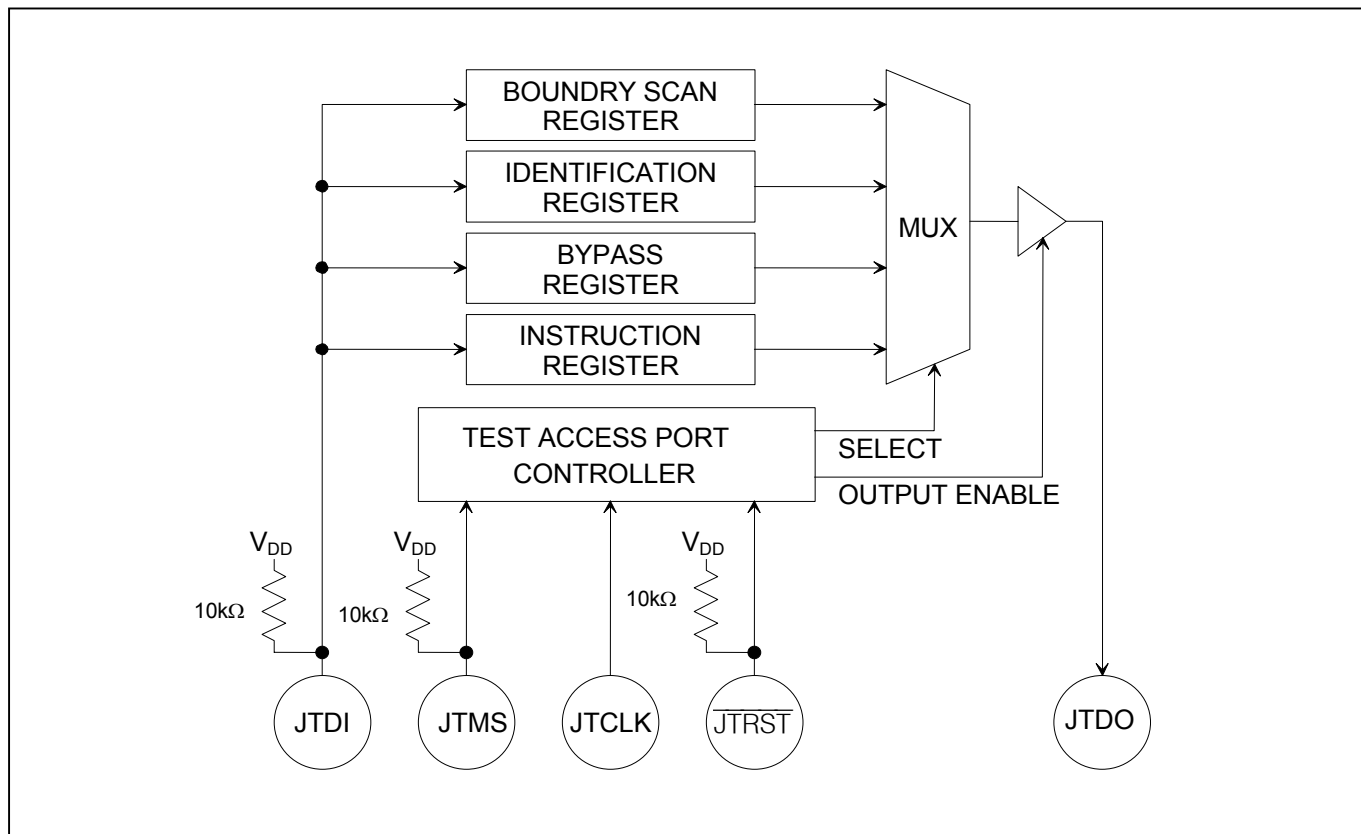 BOUNDRY SCAN
REGISTER
IDENTIFICATION
REGISTER
BYPASS
REGISTER
INSTRUCTION
REGISTER
MUX
TEST ACCESS PORT
CONTROLLER
SELECT
OUTPUT ENABLE
VDD
10kΩ
VDD
10kΩ
VDD
10kΩ
JTDI
JTMS
JTCLK
JTRST
JTDO